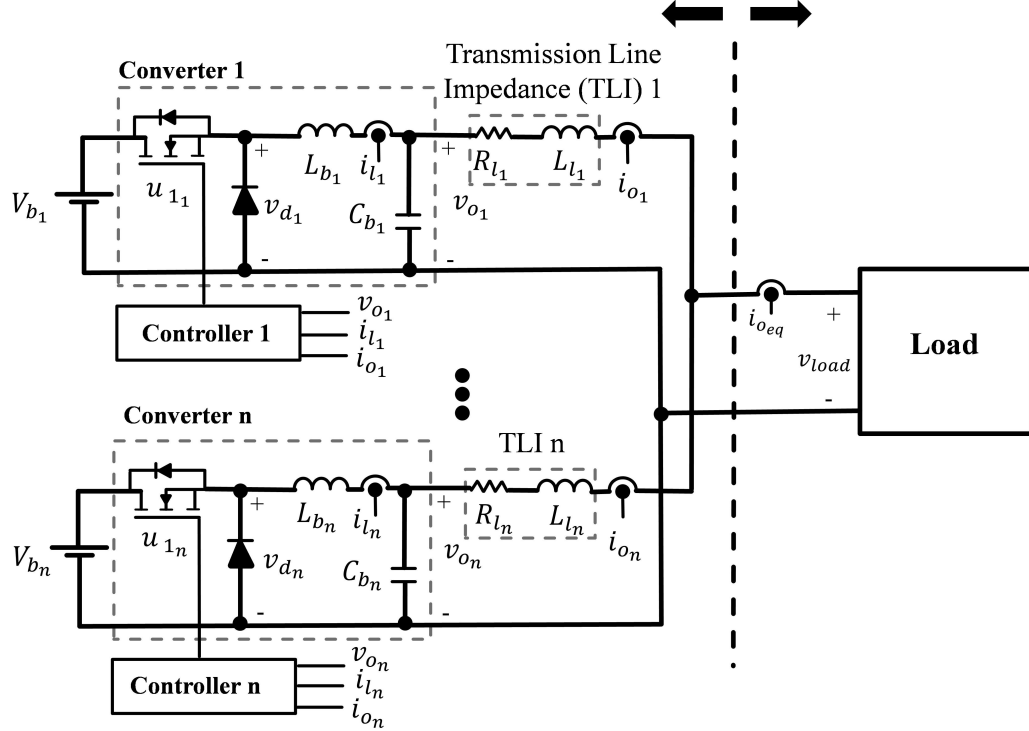 Converter 1
Transmission Line
Impedance (TLI) 1
V_{b_1}
u_{1_1}
+
v_{d_1}
-
L_{b_1}
i_{l_1}
C_{b_1}
+
v_{o_1}
-
R_{l_1}
L_{l_1}
i_{o_1}
Controller 1
v_{o_1}
i_{l_1}
i_{o_1}
i_{o_{eq}}
+
v_{load}
-
Load
Converter n
TLI n
V_{b_n}
u_{1_n}
+
v_{d_n}
-
L_{b_n}
i_{l_n}
C_{b_n}
+
v_{o_n}
-
R_{l_n}
L_{l_n}
i_{o_n}
Controller n
v_{o_n}
i_{l_n}
i_{o_n}